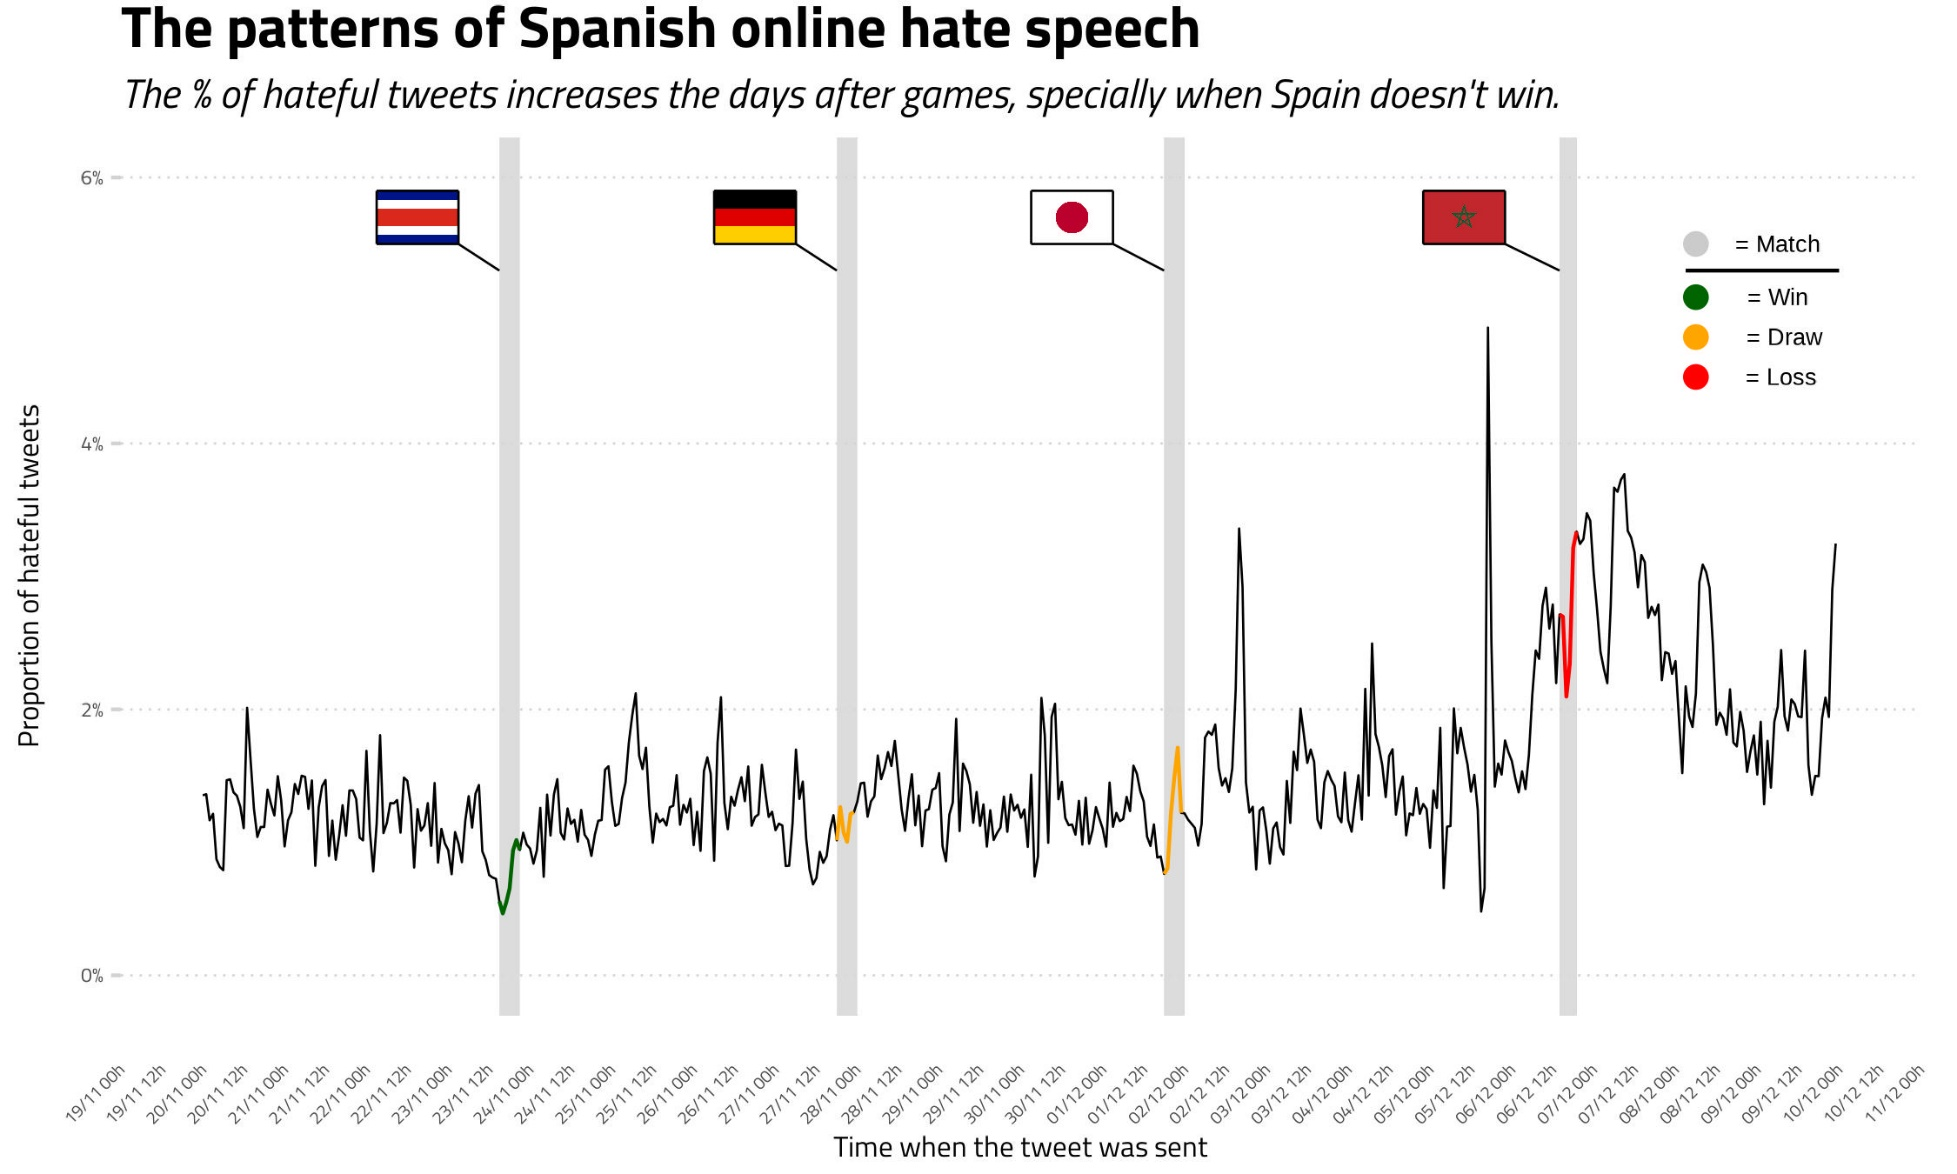 The patterns of Spanish online hate speech
The % of hateful tweets increases the days after games, specially when Spain doesn't win.
6%
4%
2%
0%
Proportion of hateful tweets
= Match
= Win
= Draw
= Loss
19/11 00h
19/11 12h
20/11 00h
20/11 12h
21/11 00h
21/11 12h
22/11 00h
22/11 12h
23/11 00h
23/11 12h
24/11 00h
24/11 12h
25/11 00h
25/11 12h
26/11 00h
26/11 12h
27/11 00h
27/11 12h
28/11 00h
28/11 12h
29/11 00h
29/11 12h
30/11 00h
30/11 12h
01/12 00h
01/12 12h
02/12 00h
02/12 12h
03/12 00h
03/12 12h
04/12 00h
04/12 12h
05/12 00h
05/12 12h
06/12 00h
06/12 12h
07/12 00h
07/12 12h
08/12 00h
08/12 12h
09/12 00h
09/12 12h
10/12 00h
10/12 12h
11/12 00h
Time when the tweet was sent